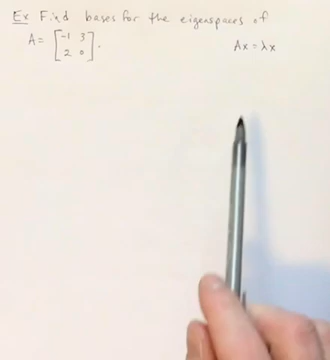 Ex Find bases for the eigenspaces of
A = [-1 3
2 0].
Ax = λx